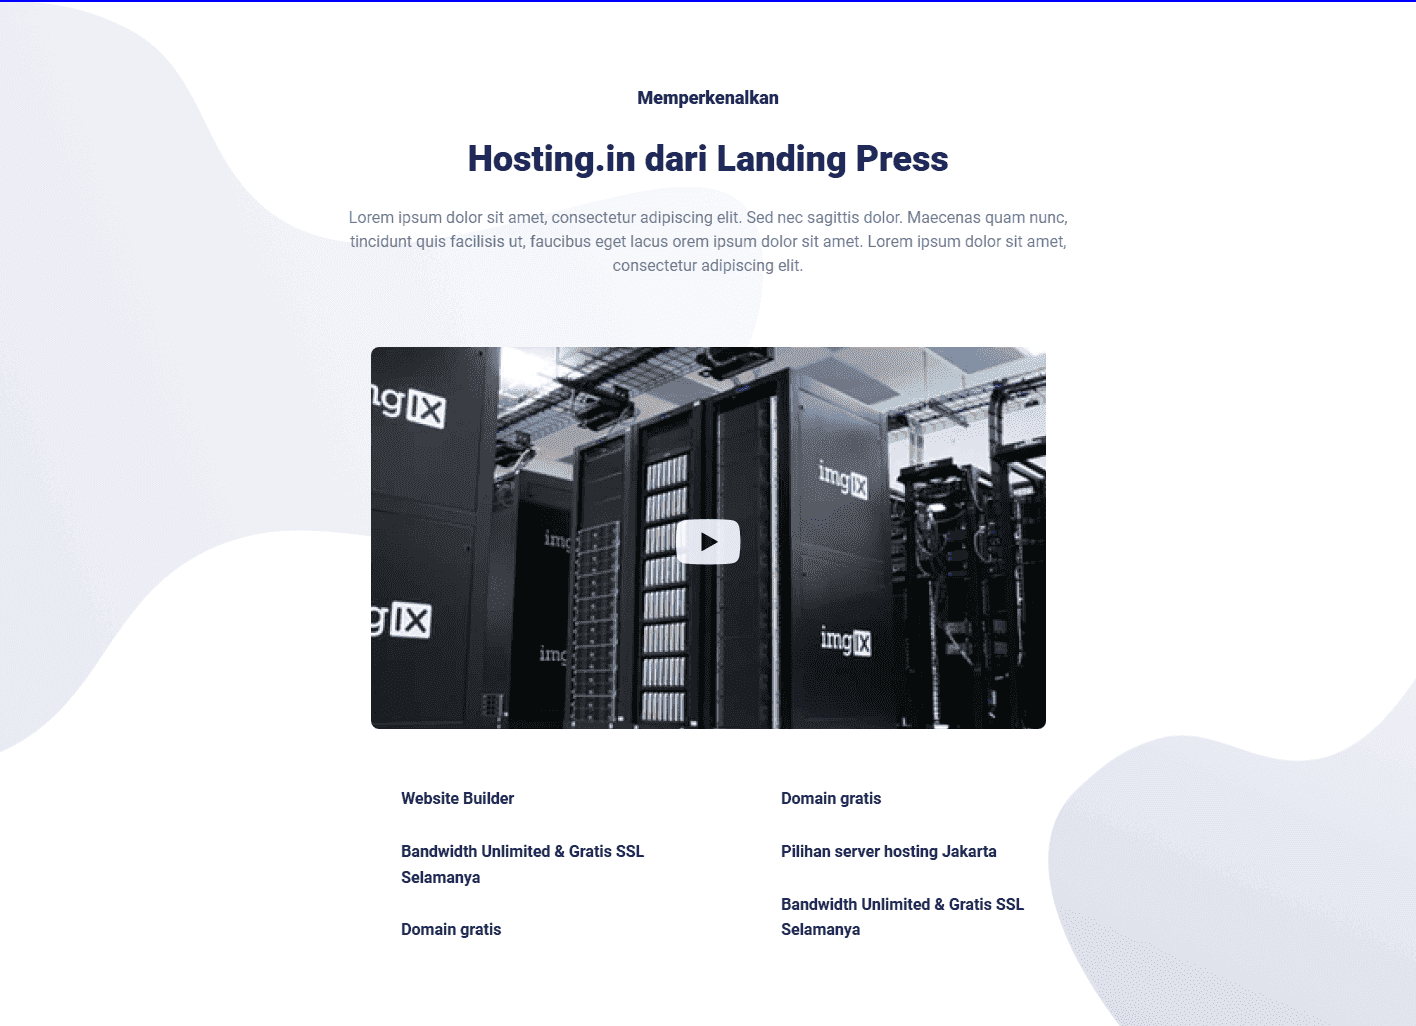 Memperkenalkan
Hosting.in dari Landing Press
Lorem ipsum dolor sit amet, consectetur adipiscing elit. Sed nec sagittis dolor. Maecenas quam nunc,
tincidunt quis facilisis ut, faucibus eget lacus orem ipsum dolor sit amet. Lorem ipsum dolor sit amet,
consectetur adipiscing elit.
imgIX
imgIX
img
imgIX
img
imgIX
Website Builder
Bandwidth Unlimited & Gratis SSL
Selamanya
Domain gratis
Domain gratis
Pilihan server hosting Jakarta
Bandwidth Unlimited & Gratis SSL
Selamanya